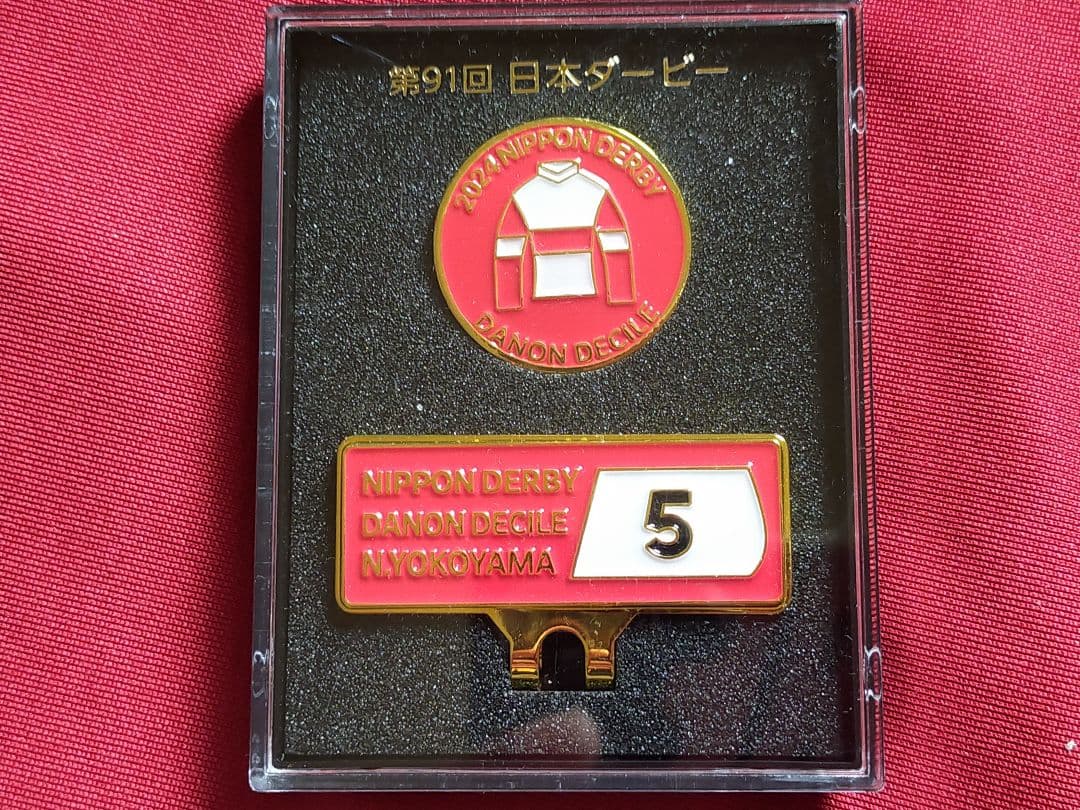 第91回 日本ダービー
2024 NIPPON DERBY
DANON DECILE
NIPPON DERBY
DANON DECILE
N.YOKOYAMA
5